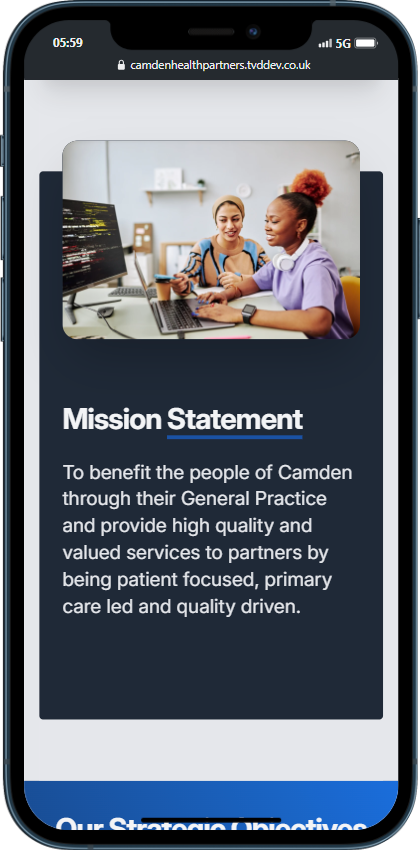 05:59
5G
camdenhealthpartners.tvddev.co.uk
Mission Statement
To benefit the people of Camden
through their General Practice
and provide high quality and
valued services to partners by
being patient focused, primary
care led and quality driven.
Our Strategic Objectives